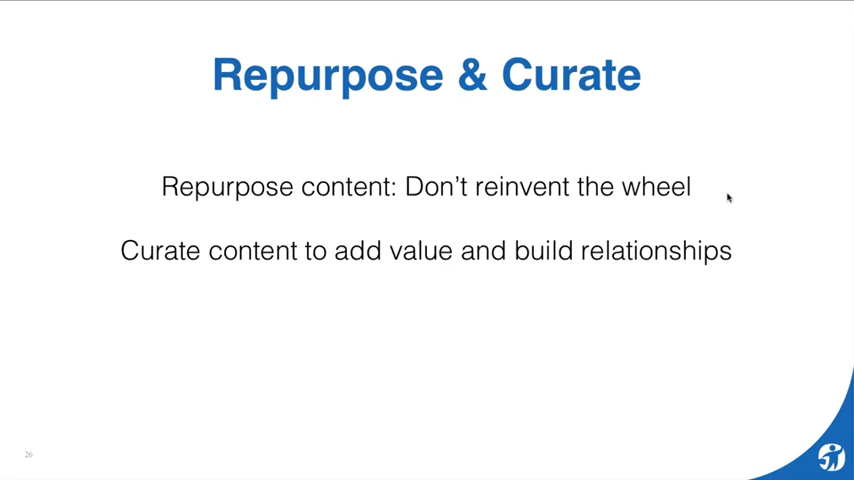 Repurpose & Curate
Repurpose content: Don't reinvent the wheel
Curate content to add value and build relationships
26